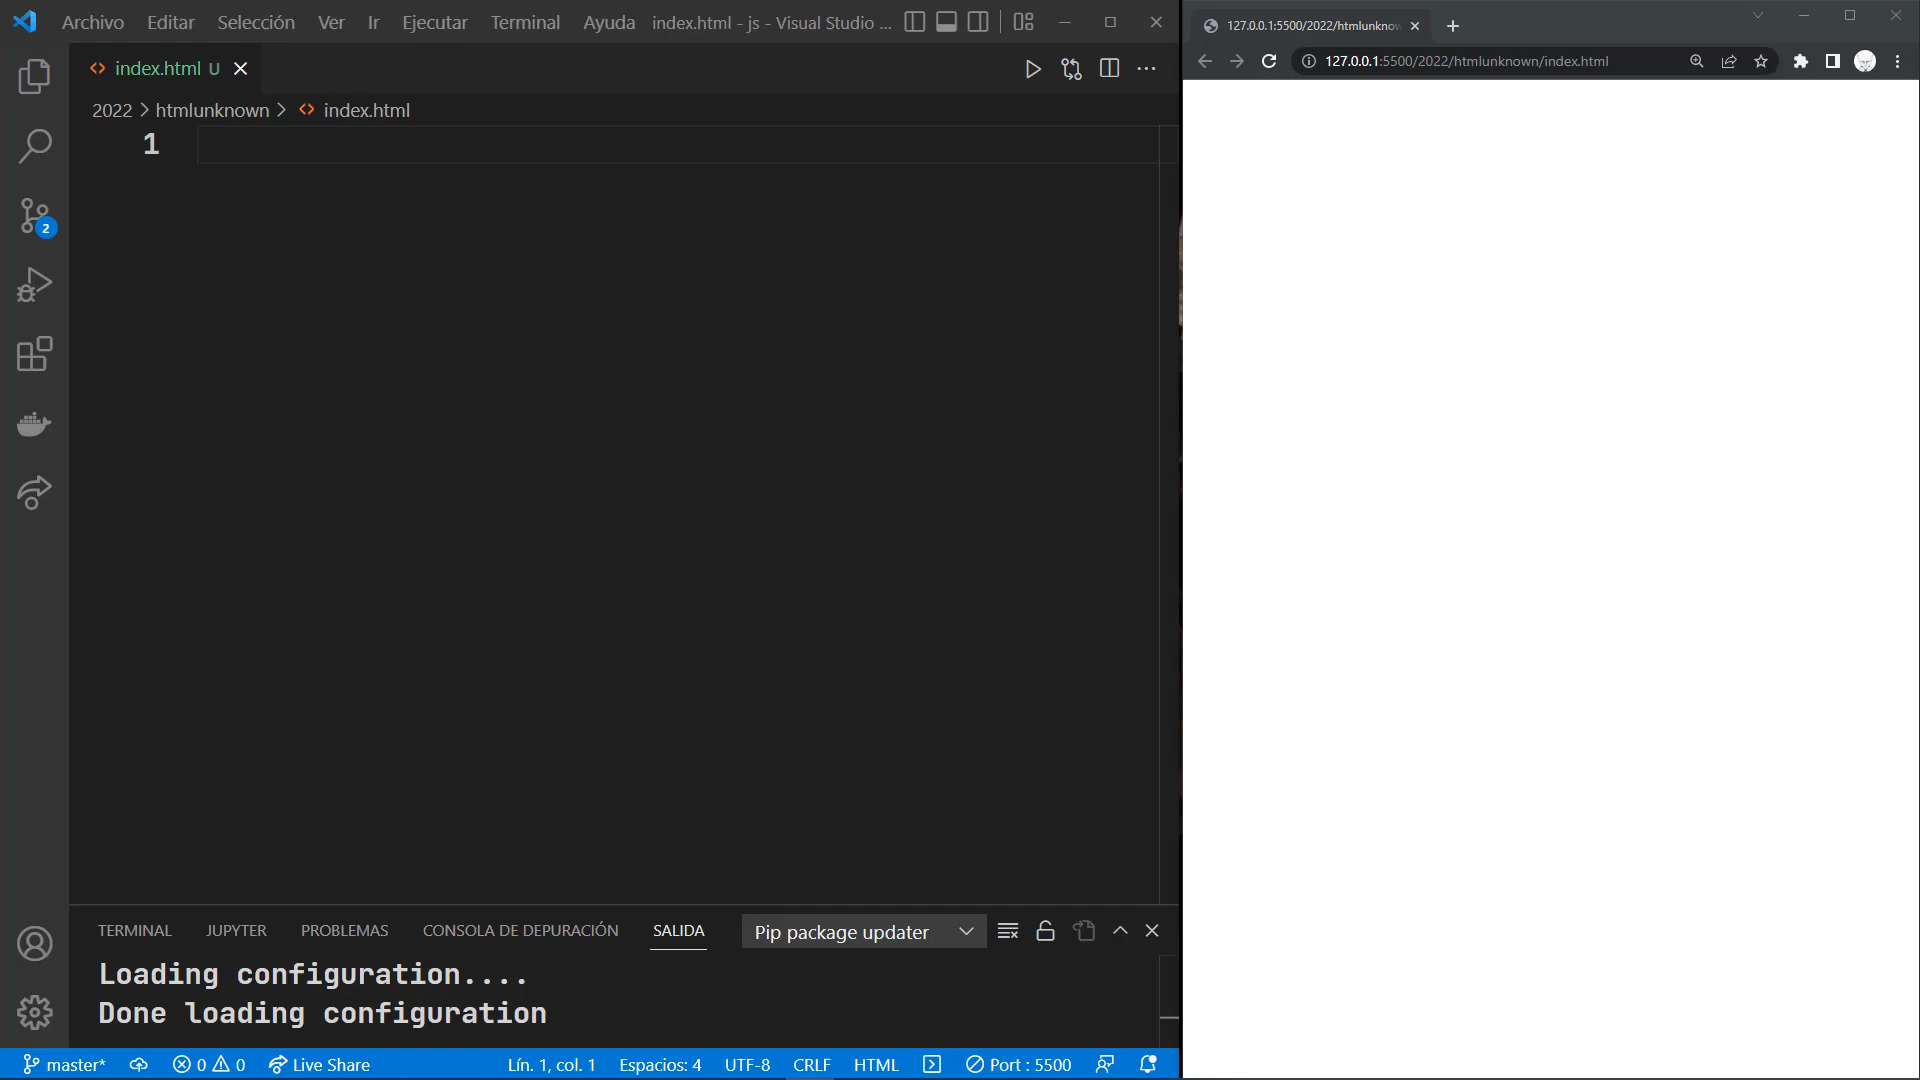 Archivo Editar Selección Ver Ir Ejecutar Terminal Ayuda index.html - js - Visual Studio ...
index.html U
2022 > htmlunknown > index.html
1
2
TERMINAL JUPYTER PROBLEMAS CONSOLA DE DEPURACIÓN SALIDA Pip package updater
Loading configuration....
Done loading configuration
master* 0 0 Live Share Lín. 1, col. 1 Espacios: 4 UTF-8 CRLF HTML Port : 5500
127.0.0.1:5500/2022/htmlunknow
127.0.0.1:5500/2022/htmlunknown/index.html